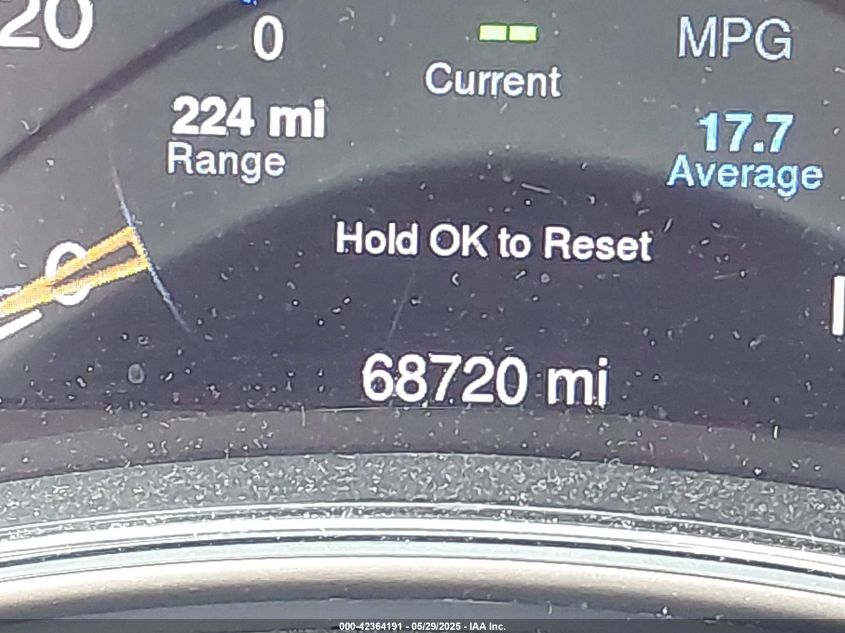 20
0
-- MPG
Current
224 mi
Range
17.7
Average
Hold OK to Reset
0
68720 mi
000-42364191 - 05/29/2025 - IAA Inc.